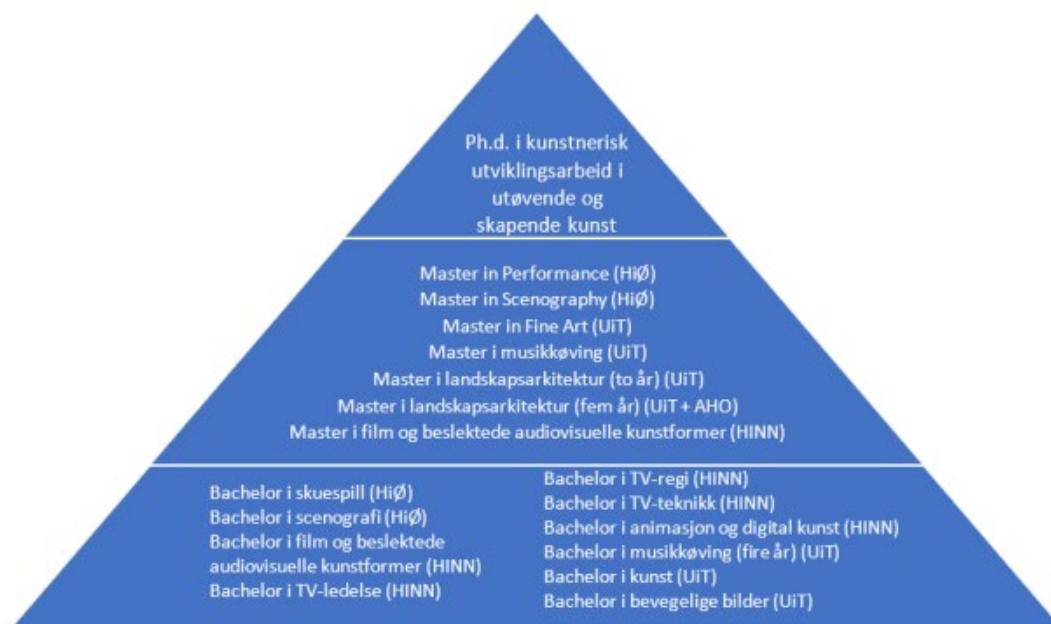 Ph.d. i kunstnerisk
utviklingsarbeid i
utøvende og
skapende kunst
Master in Performance (HiØ)
Master in Scenography (HiØ)
Master in Fine Art (UiT)
Master i musikkøving (UiT)
Master i landskapsarkitektur (to år) (UiT)
Master i landskapsarkitektur (fem år) (UiT + AHO)
Master i film og beslektede audiovisuelle kunstformer (HINN)
Bachelor i skuespill (HiØ)
Bachelor i scenografi (HiØ)
Bachelor i film og beslektede
audiovisuelle kunstformer (HINN)
Bachelor i TV-ledelse (HINN)
Bachelor i TV-regi (HINN)
Bachelor i TV-teknikk (HINN)
Bachelor i animasjon og digital kunst (HINN)
Bachelor i musikkøving (fire år) (UiT)
Bachelor i kunst (UiT)
Bachelor i bevegelige bilder (UiT)